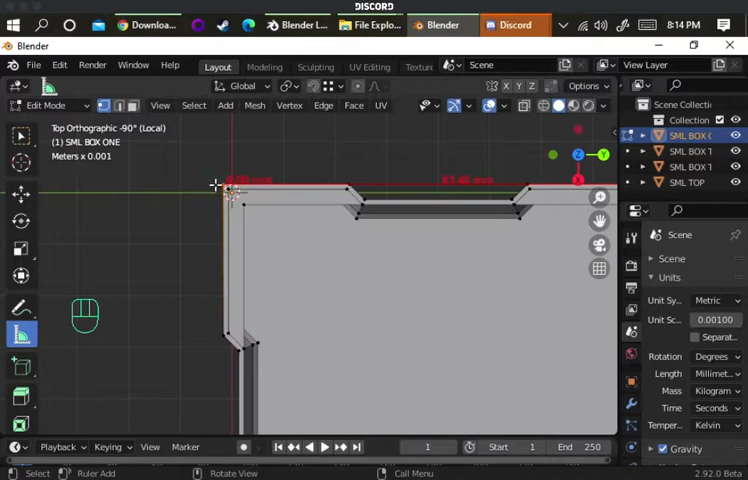 DISCORD
Downloa...
Blender L...
File Explo...
Blender
Discord
8:14 PM
Blender
File
Edit
Render
Window
Help
Layout
Modeling
Sculpting
UV Editing
Textur
Scene
View Layer
Global
X
Y
Z
Options
Edit Mode
View
Select
Add
Mesh
Vertex
Edge
Face
UV
Scene Collection
Collection
SML BOX
SML BOX T
SML BOX T
SML TOP
Top Orthographic -90° (Local)
(1) SML BOX ONE
Meters x 0.001
Z
Y
X
Scene
Scene
Units
Unit Sy..
Metric
Unit Sc..
0.00100
Separat..
Rotation
Degrees
Length
Millimet..
Mass
Kilogram
Time
Seconds
Temper..
Kelvin
Gravity
Playback
Keying
View
Marker
1
Start
1
End
250
Select
Ruler Add
Rotate View
Call Menu
2.92.0 Beta